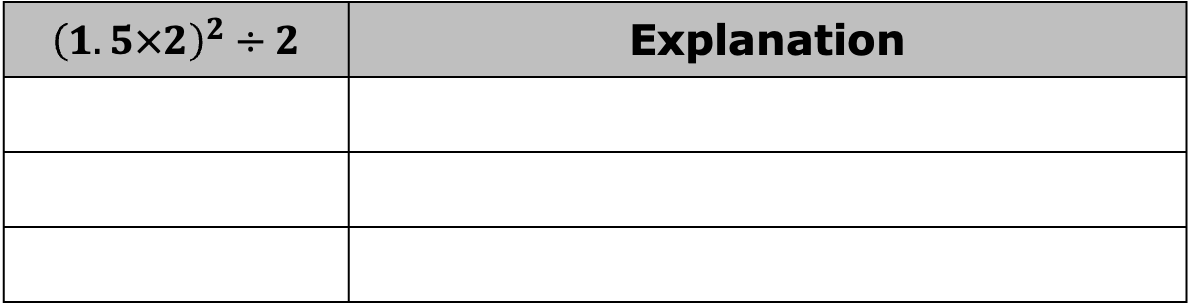 (1.5×2)² ÷ 2 Explanation